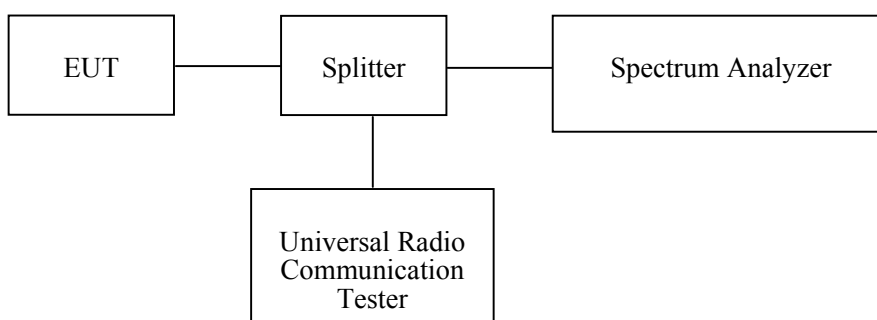 EUT
Splitter
Spectrum Analyzer
Universal Radio
Communication
Tester